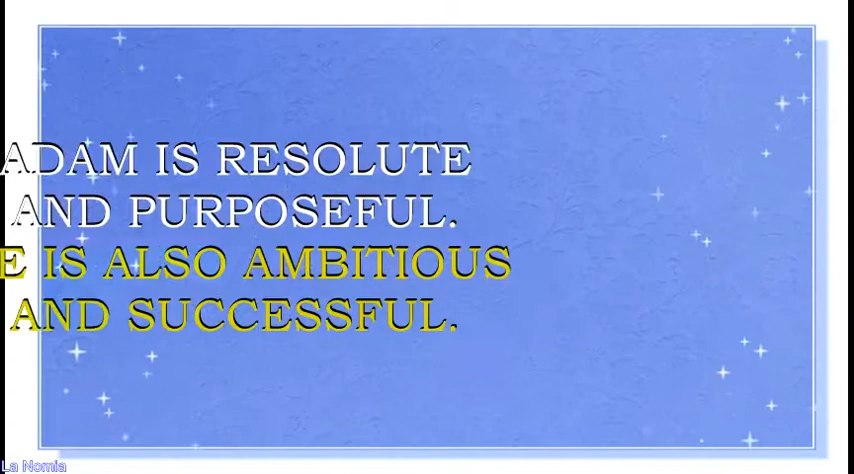 ADAM IS RESOLUTE
AND PURPOSEFUL.
E IS ALSO AMBITIOUS
AND SUCCESSFUL.
La Nomia